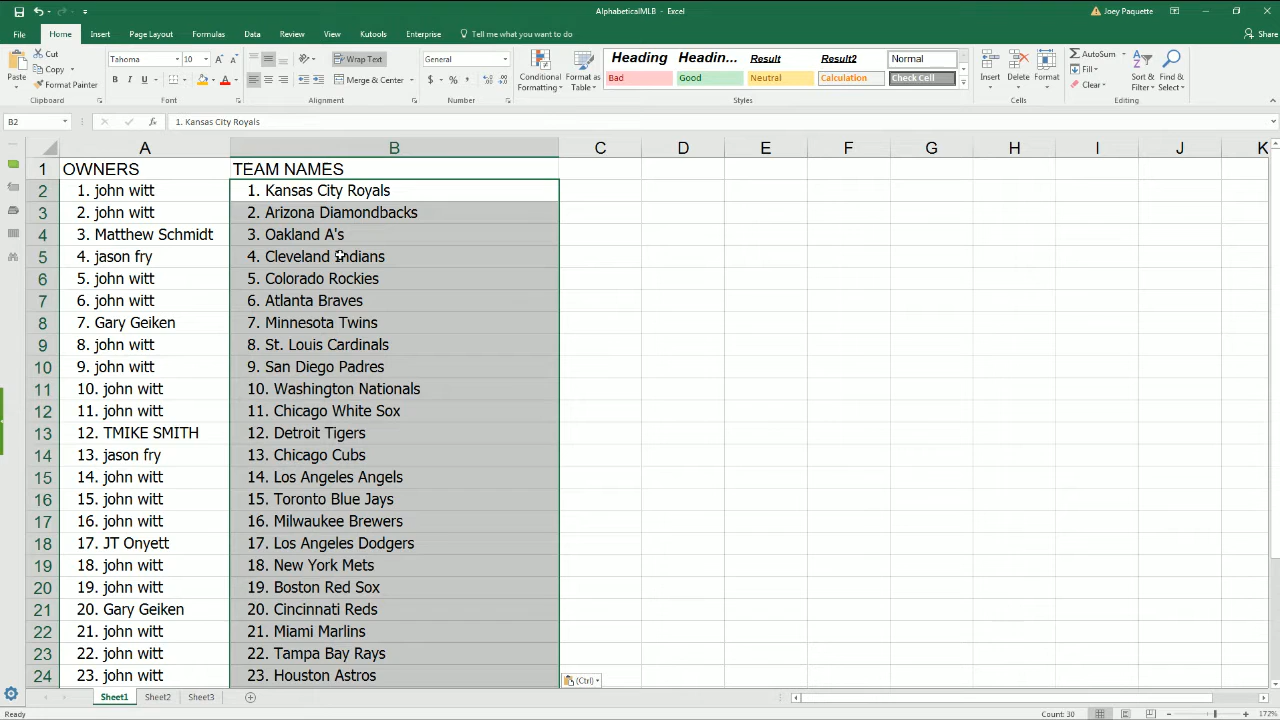 AlphabeticalMLB - Excel
Joey Paquette
File Home Insert Page Layout Formulas Data Review View Kutools Enterprise Tell me what you want to do Share
Paste
Cut
Copy
Format Painter
Clipboard
Tahoma 10
B I U
Font
Wrap Text
Merge & Center
Alignment
General
$ % ,
Number
Conditional Formatting
Format as Table
Heading Headin... Result Result2 Normal
Bad Good Neutral Calculation Check Cell
Styles
Insert Delete Format
Cells
AutoSum
Fill
Clear
Sort & Filter
Find & Select
Editing
B2 fx 1. Kansas City Royals
A B C D E F G H I J K
1 OWNERS TEAM NAMES
2 1. john witt 1. Kansas City Royals
3 2. john witt 2. Arizona Diamondbacks
4 3. Matthew Schmidt 3. Oakland A's
5 4. jason fry 4. Cleveland Indians
6 5. john witt 5. Colorado Rockies
7 6. john witt 6. Atlanta Braves
8 7. Gary Geiken 7. Minnesota Twins
9 8. john witt 8. St. Louis Cardinals
10 9. john witt 9. San Diego Padres
11 10. john witt 10. Washington Nationals
12 11. john witt 11. Chicago White Sox
13 12. TMIKE SMITH 12. Detroit Tigers
14 13. jason fry 13. Chicago Cubs
15 14. john witt 14. Los Angeles Angels
16 15. john witt 15. Toronto Blue Jays
17 16. john witt 16. Milwaukee Brewers
18 17. JT Onyett 17. Los Angeles Dodgers
19 18. john witt 18. New York Mets
20 19. john witt 19. Boston Red Sox
21 20. Gary Geiken 20. Cincinnati Reds
22 21. john witt 21. Miami Marlins
23 22. john witt 22. Tampa Bay Rays
24 23. john witt 23. Houston Astros
(Ctrl)
Sheet1 Sheet2 Sheet3
Ready Count: 30 172%